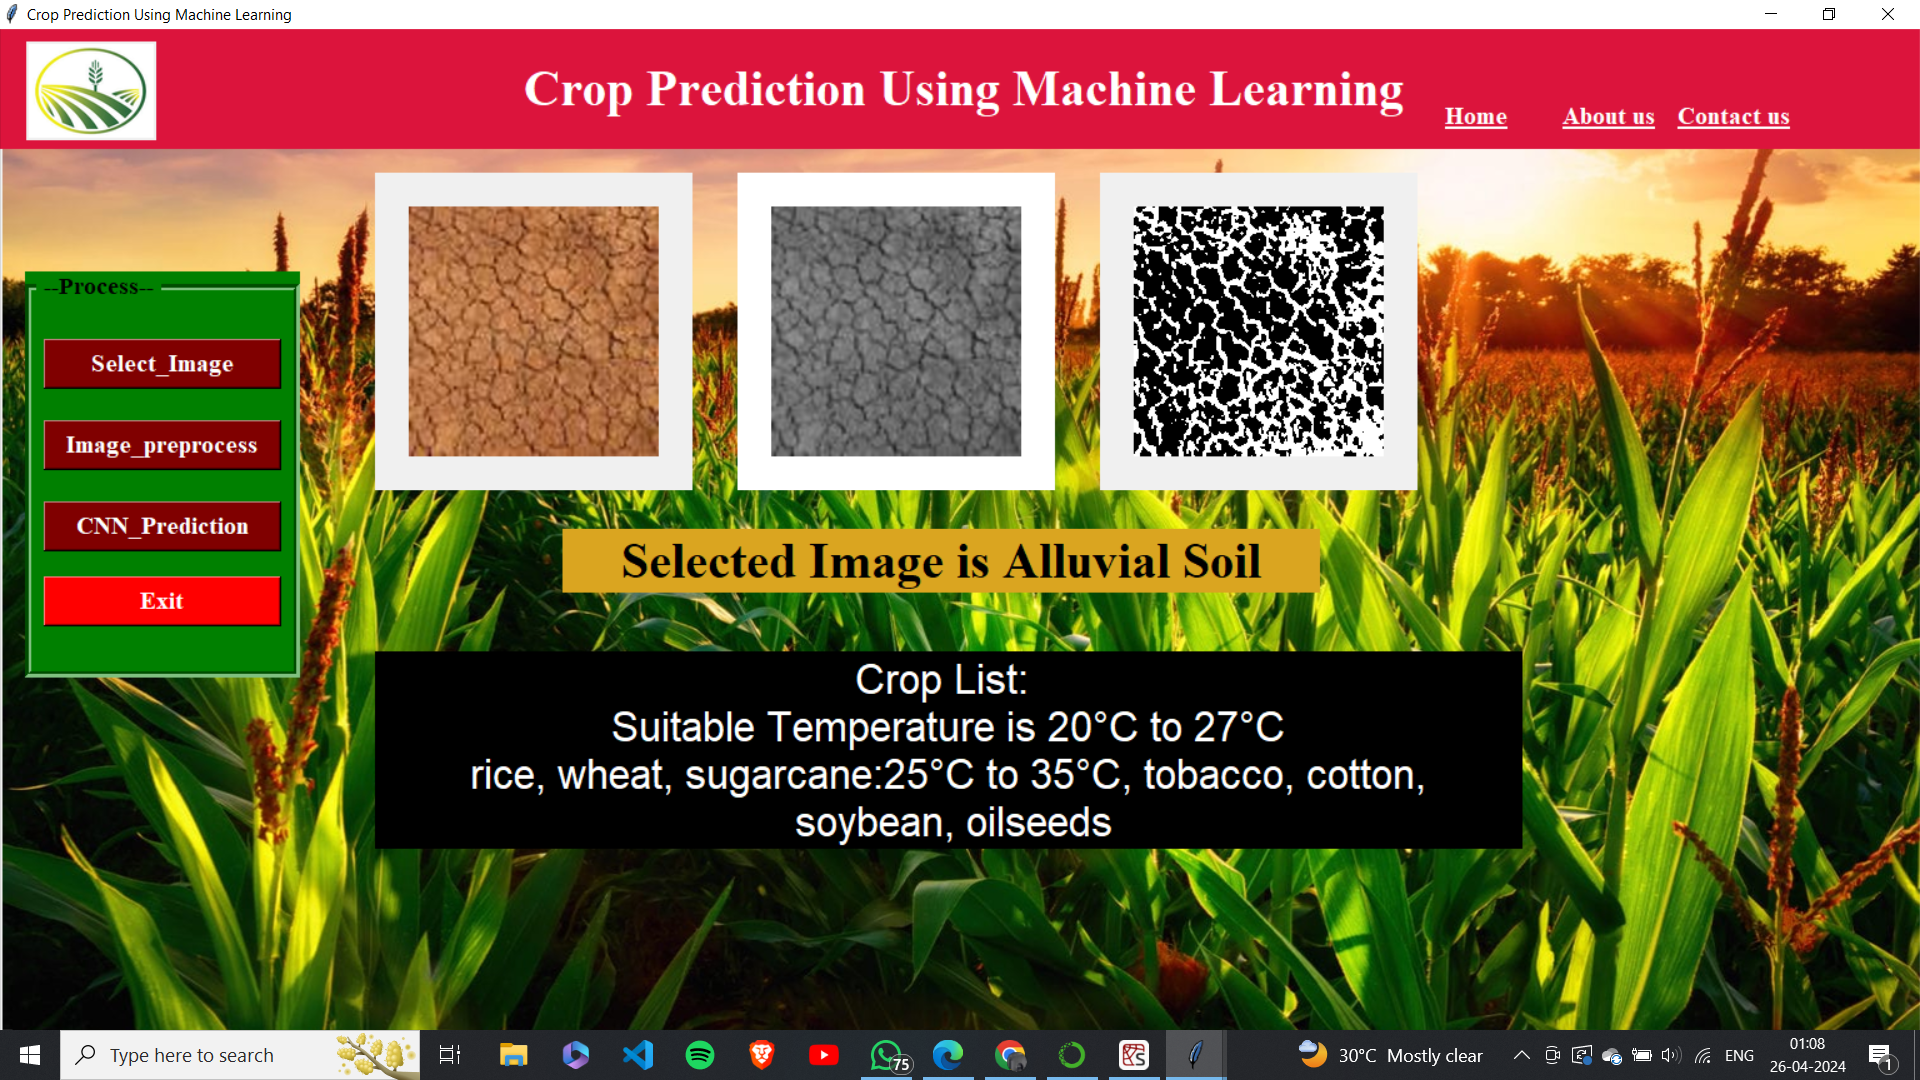 Crop Prediction Using Machine Learning
Crop Prediction Using Machine Learning
Home About us Contact us
--Process--
Select_Image
Image_preprocess
CNN_Prediction
Exit
Selected Image is Alluvial Soil
Crop List:
Suitable Temperature is 20°C to 27°C
rice, wheat, sugarcane:25°C to 35°C, tobacco, cotton,
soybean, oilseeds
Type here to search
75
30°C Mostly clear
ENG
01:08
26-04-2024
1